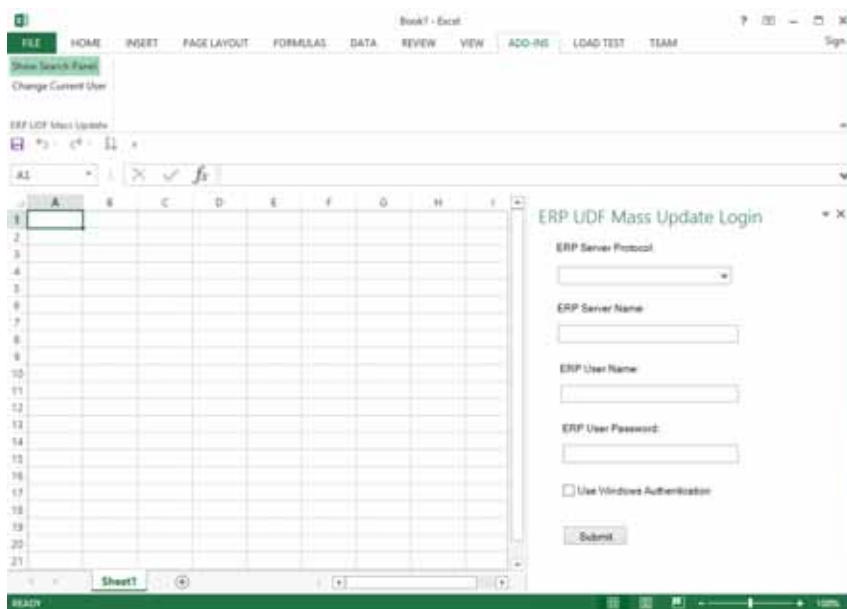 Book1 - Excel
?
FILE HOME INSERT PAGE LAYOUT FORMULAS DATA REVIEW VIEW ADD-INS LOAD TEST TEAM Sign
Show Search Panel
Change Current User
ERP UDF Mass Update
A1 fx
A B C D E F G H I
1
2
3
4
5
6
7
8
9
10
11
12
13
14
15
16
17
18
19
20
21
ERP UDF Mass Update Login
ERP Server Protocol:
ERP Server Name:
ERP User Name:
ERP User Password:
Use Windows Authentication
Submit
Sheet1
READY 100%